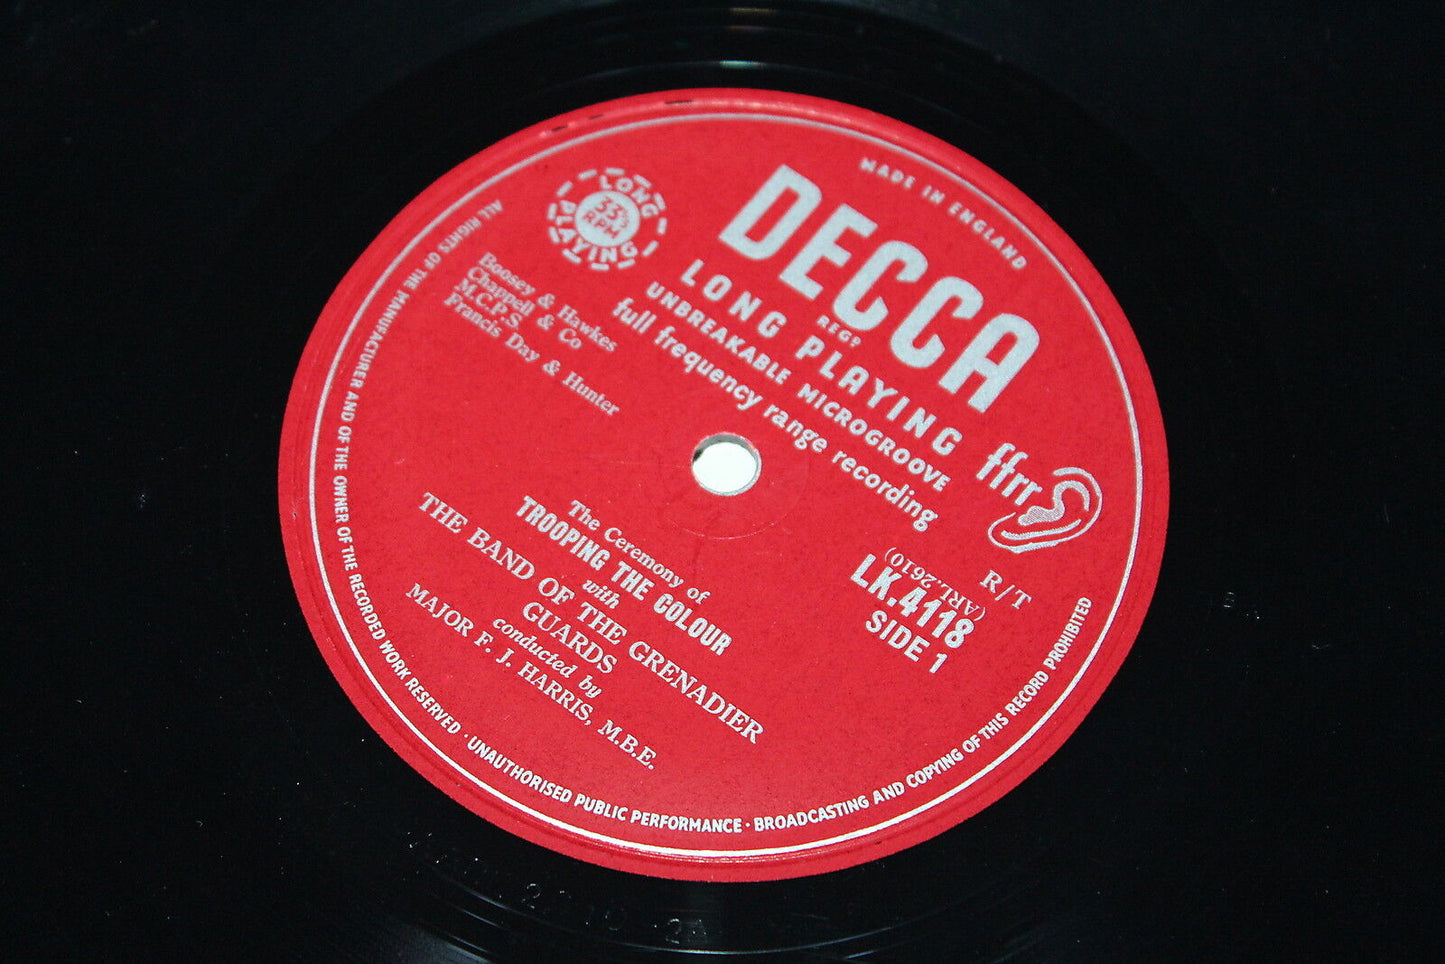 MADE IN ENGLAND
DECCA
REGD
LONG PLAYING
UNBREAKABLE MICROGROOVE
full frequency range recording
ffrr
LONG PLAYING
33⅓
RPM
Boosey & Hawkes
Chappell & Co
M.C.P.S.
Francis Day & Hunter
R/T
(ARL.2610)
LK.4118
SIDE 1
The Ceremony of
TROOPING THE COLOUR
with
THE BAND OF THE GRENADIER
GUARDS
conducted by
MAJOR F. J. HARRIS, M.B.E.
ALL RIGHTS OF THE MANUFACTURER AND OF THE OWNER OF THE RECORDED WORK RESERVED · UNAUTHORISED PUBLIC PERFORMANCE · BROADCASTING AND COPYING OF THIS RECORD PROHIBITED
2A